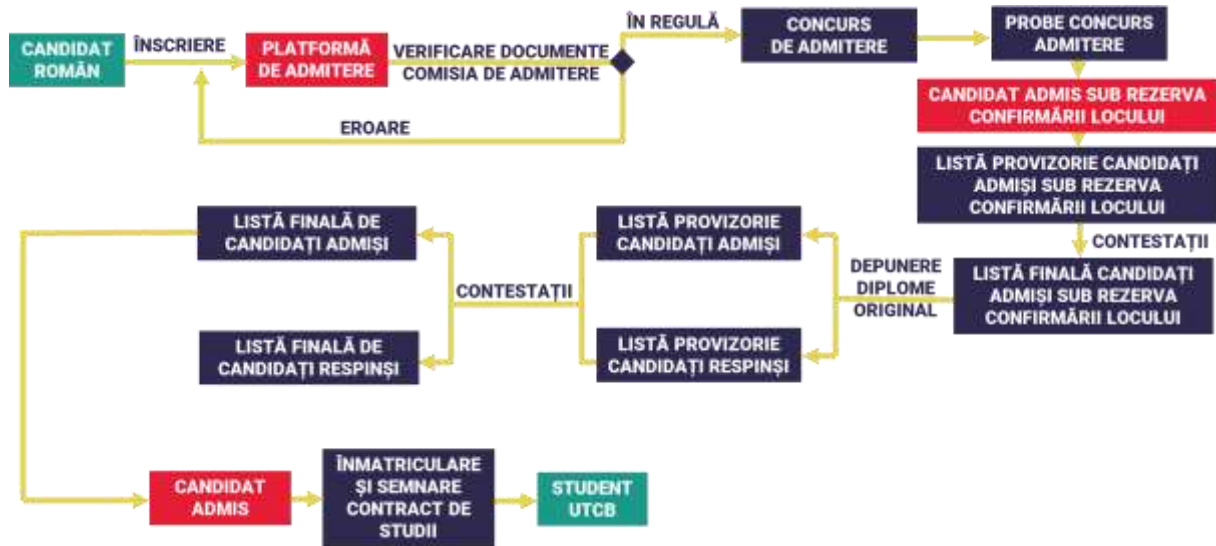 CANDIDAT
ROMÂN
ÎNSCRIERE
PLATFORMĂ
DE ADMITERE
VERIFICARE DOCUMENTE
COMISIA DE ADMITERE
ÎN REGULĂ
EROARE
CONCURS
DE ADMITERE
PROBE CONCURS
ADMITERE
CANDIDAT ADMIS SUB REZERVA
CONFIRMĂRII LOCULUI
LISTĂ PROVIZORIE CANDIDAȚI
ADMIȘI SUB REZERVA
CONFIRMĂRII LOCULUI
CONTESTAȚII
LISTĂ FINALĂ CANDIDAȚI
ADMIȘI SUB REZERVA
CONFIRMĂRII LOCULUI
DEPUNERE
DIPLOME
ORIGINAL
LISTĂ PROVIZORIE
CANDIDAȚI ADMIȘI
LISTĂ PROVIZORIE
CANDIDAȚI RESPINȘI
CONTESTAȚII
LISTĂ FINALĂ DE
CANDIDAȚI ADMIȘI
LISTĂ FINALĂ DE
CANDIDAȚI RESPINȘI
CANDIDAT
ADMIS
ÎNMATRICULARE
ȘI SEMNARE
CONTRACT DE
STUDII
STUDENT
UTCB